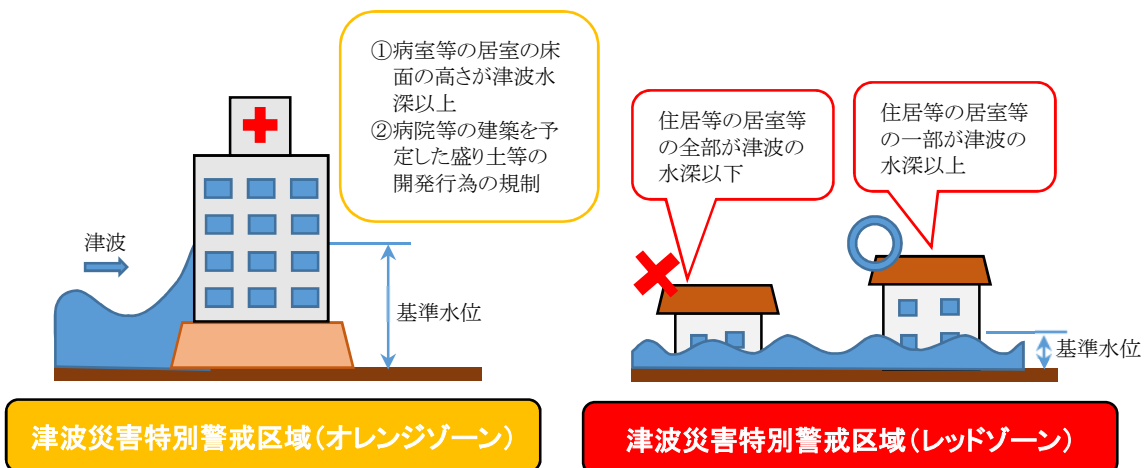 ①病室等の居室の床
面の高さが津波水
深以上
②病院等の建築を予
定した盛り土等の
開発行為の規制
津波
基準水位
津波災害特別警戒区域(オレンジゾーン)
住居等の居室等
の全部が津波の
水深以下
住居等の居室等
の一部が津波の
水深以上
基準水位
津波災害特別警戒区域(レッドゾーン)